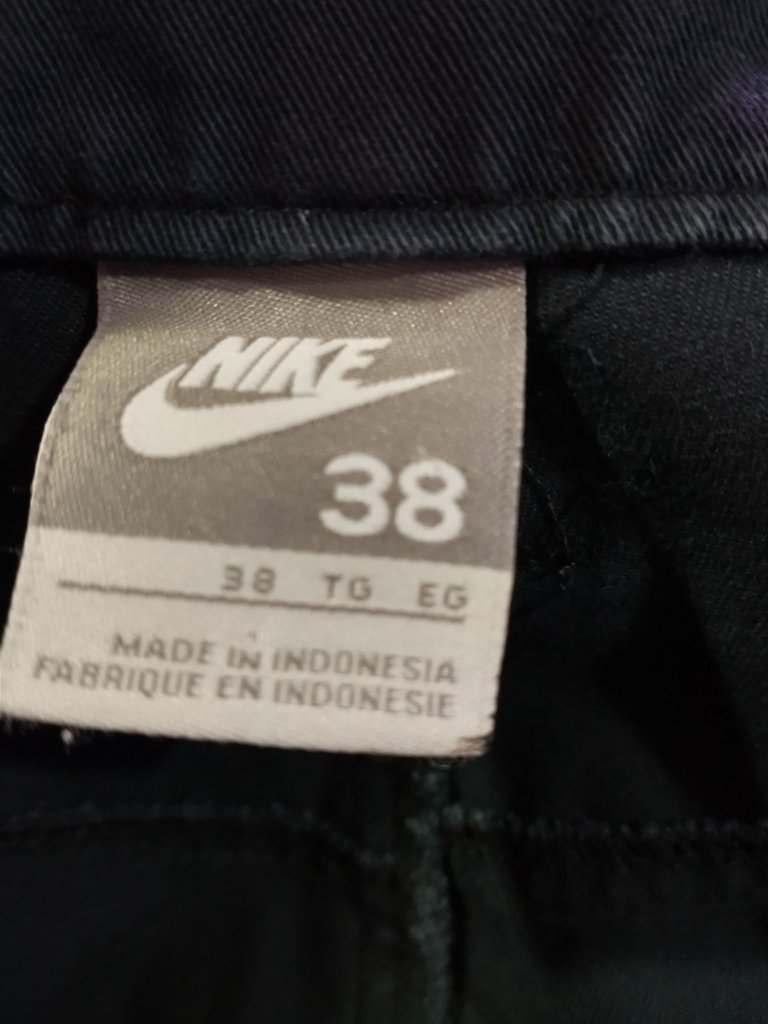 NIKE
38
38 TG EG
MADE IN INDONESIA
FABRIQUE EN INDONESIE